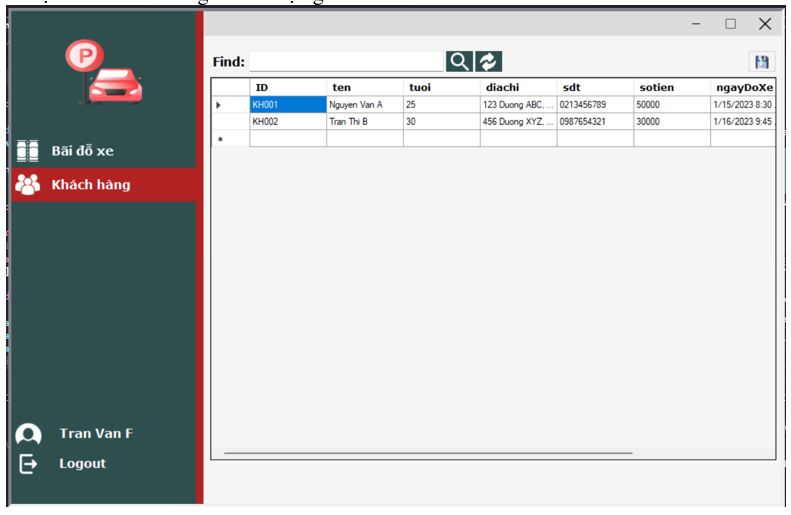 P
Find:
ID ten tuoi diachi sdt sotien ngayDoXe
KH001 Nguyen Van A 25 123 Duong ABC, ... 0213456789 50000 1/15/2023 8:30
KH002 Tran Thi B 30 456 Duong XYZ, ... 0987654321 30000 1/16/2023 9:45
Bãi đỗ xe
Khách hàng
Tran Van F
Logout